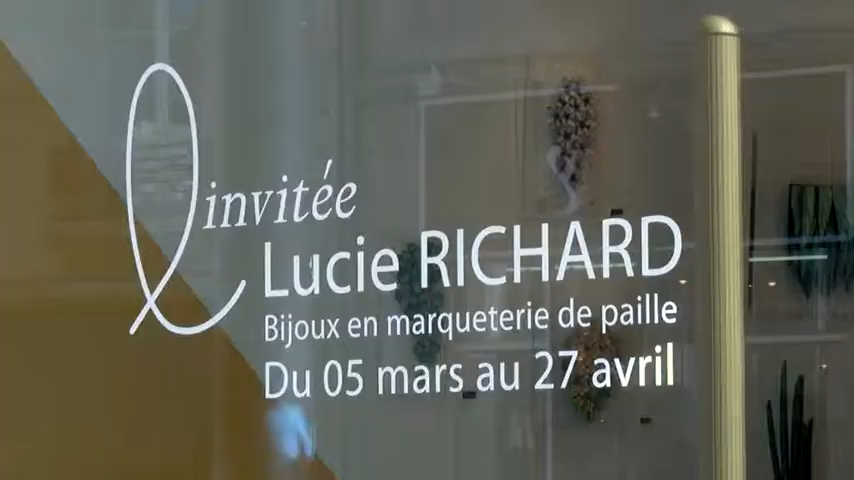 l'invitée
Lucie RICHARD
Bijoux en marqueterie de paille
Du 05 mars au 27 avril